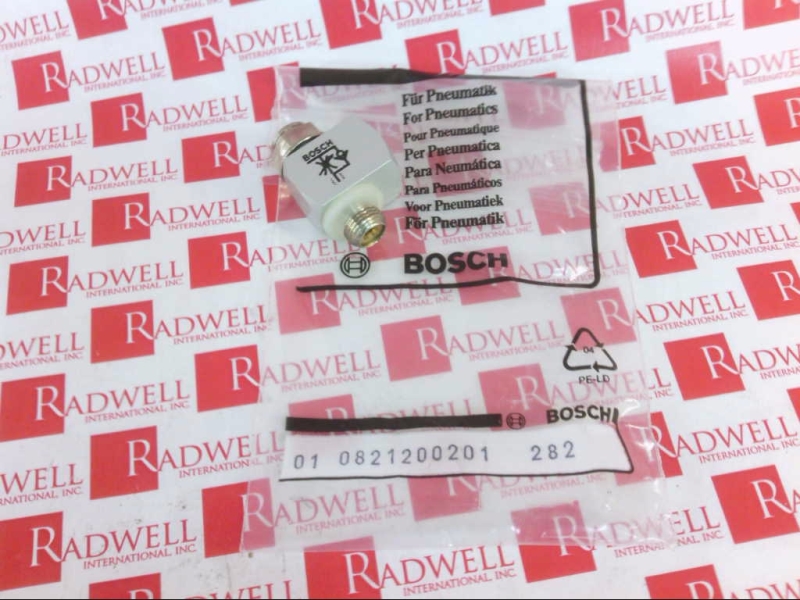 Für Pneumatik
For Pneumatics
Pour Pneumatique
Per Pneumatica
Para Neumática
Para Pneumáticos
Voor Pneumatiek
För Pneumatik
BOSCH
BOSCH
04
PE-LD
BOSCH
01 0821200201 282
RADWELL
INTERNATIONAL, INC.